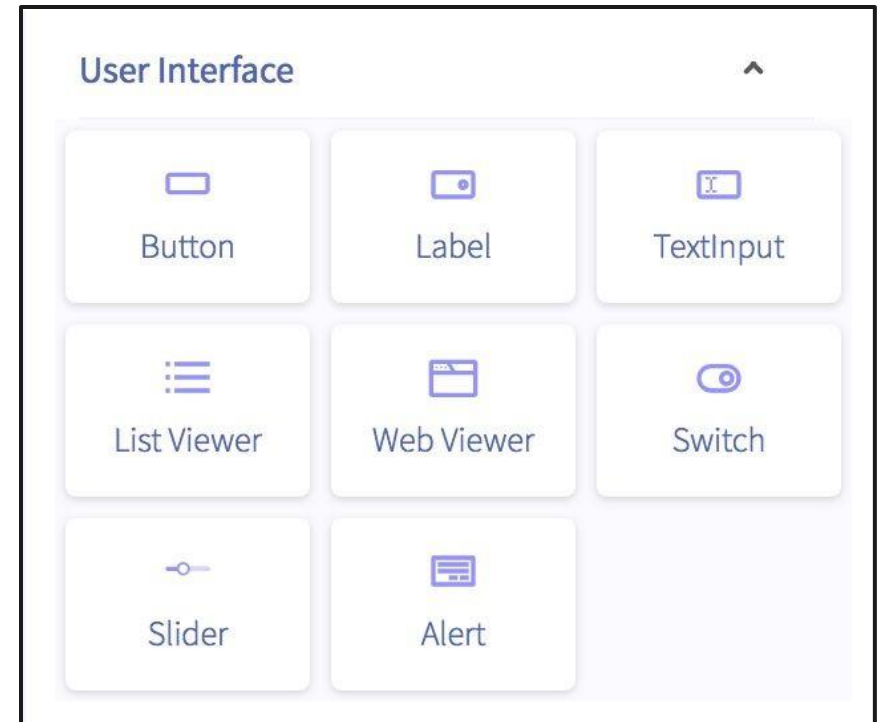 User Interface
Button Label TextInput
List Viewer Web Viewer Switch
Slider Alert